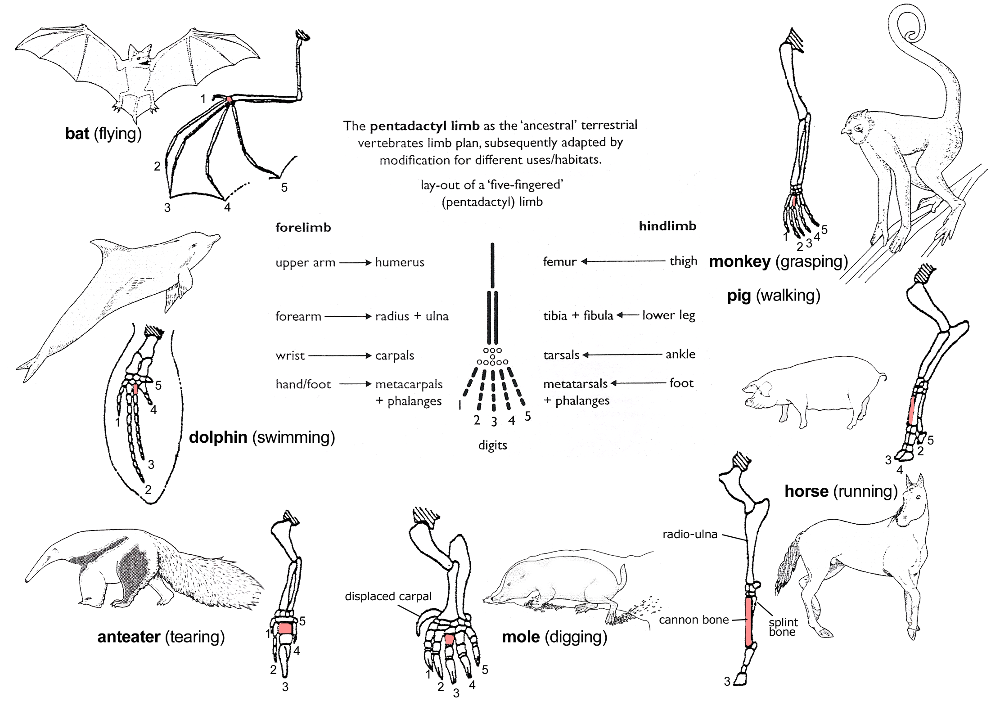 bat (flying)
1
2
3
4
5
The pentadactyl limb as the ‘ancestral’ terrestrial
vertebrates limb plan, subsequently adapted by
modification for different uses/habitats.
lay-out of a ‘five-fingered’
(pentadactyl) limb
1
2
3
4
5
monkey (grasping)
forelimb
hindlimb
upper arm
humerus
femur
thigh
forearm
radius + ulna
tibia + fibula
lower leg
wrist
carpals
tarsals
ankle
hand/foot
metacarpals
+ phalanges
metatarsals
+ phalanges
foot
1
2
3
4
5
digits
dolphin (swimming)
5
4
1
3
2
pig (walking)
5
2
3
4
horse (running)
radio-ulna
cannon bone
splint
bone
3
anteater (tearing)
5
1
4
2
3
displaced carpal
mole (digging)
1
2
3
4
5